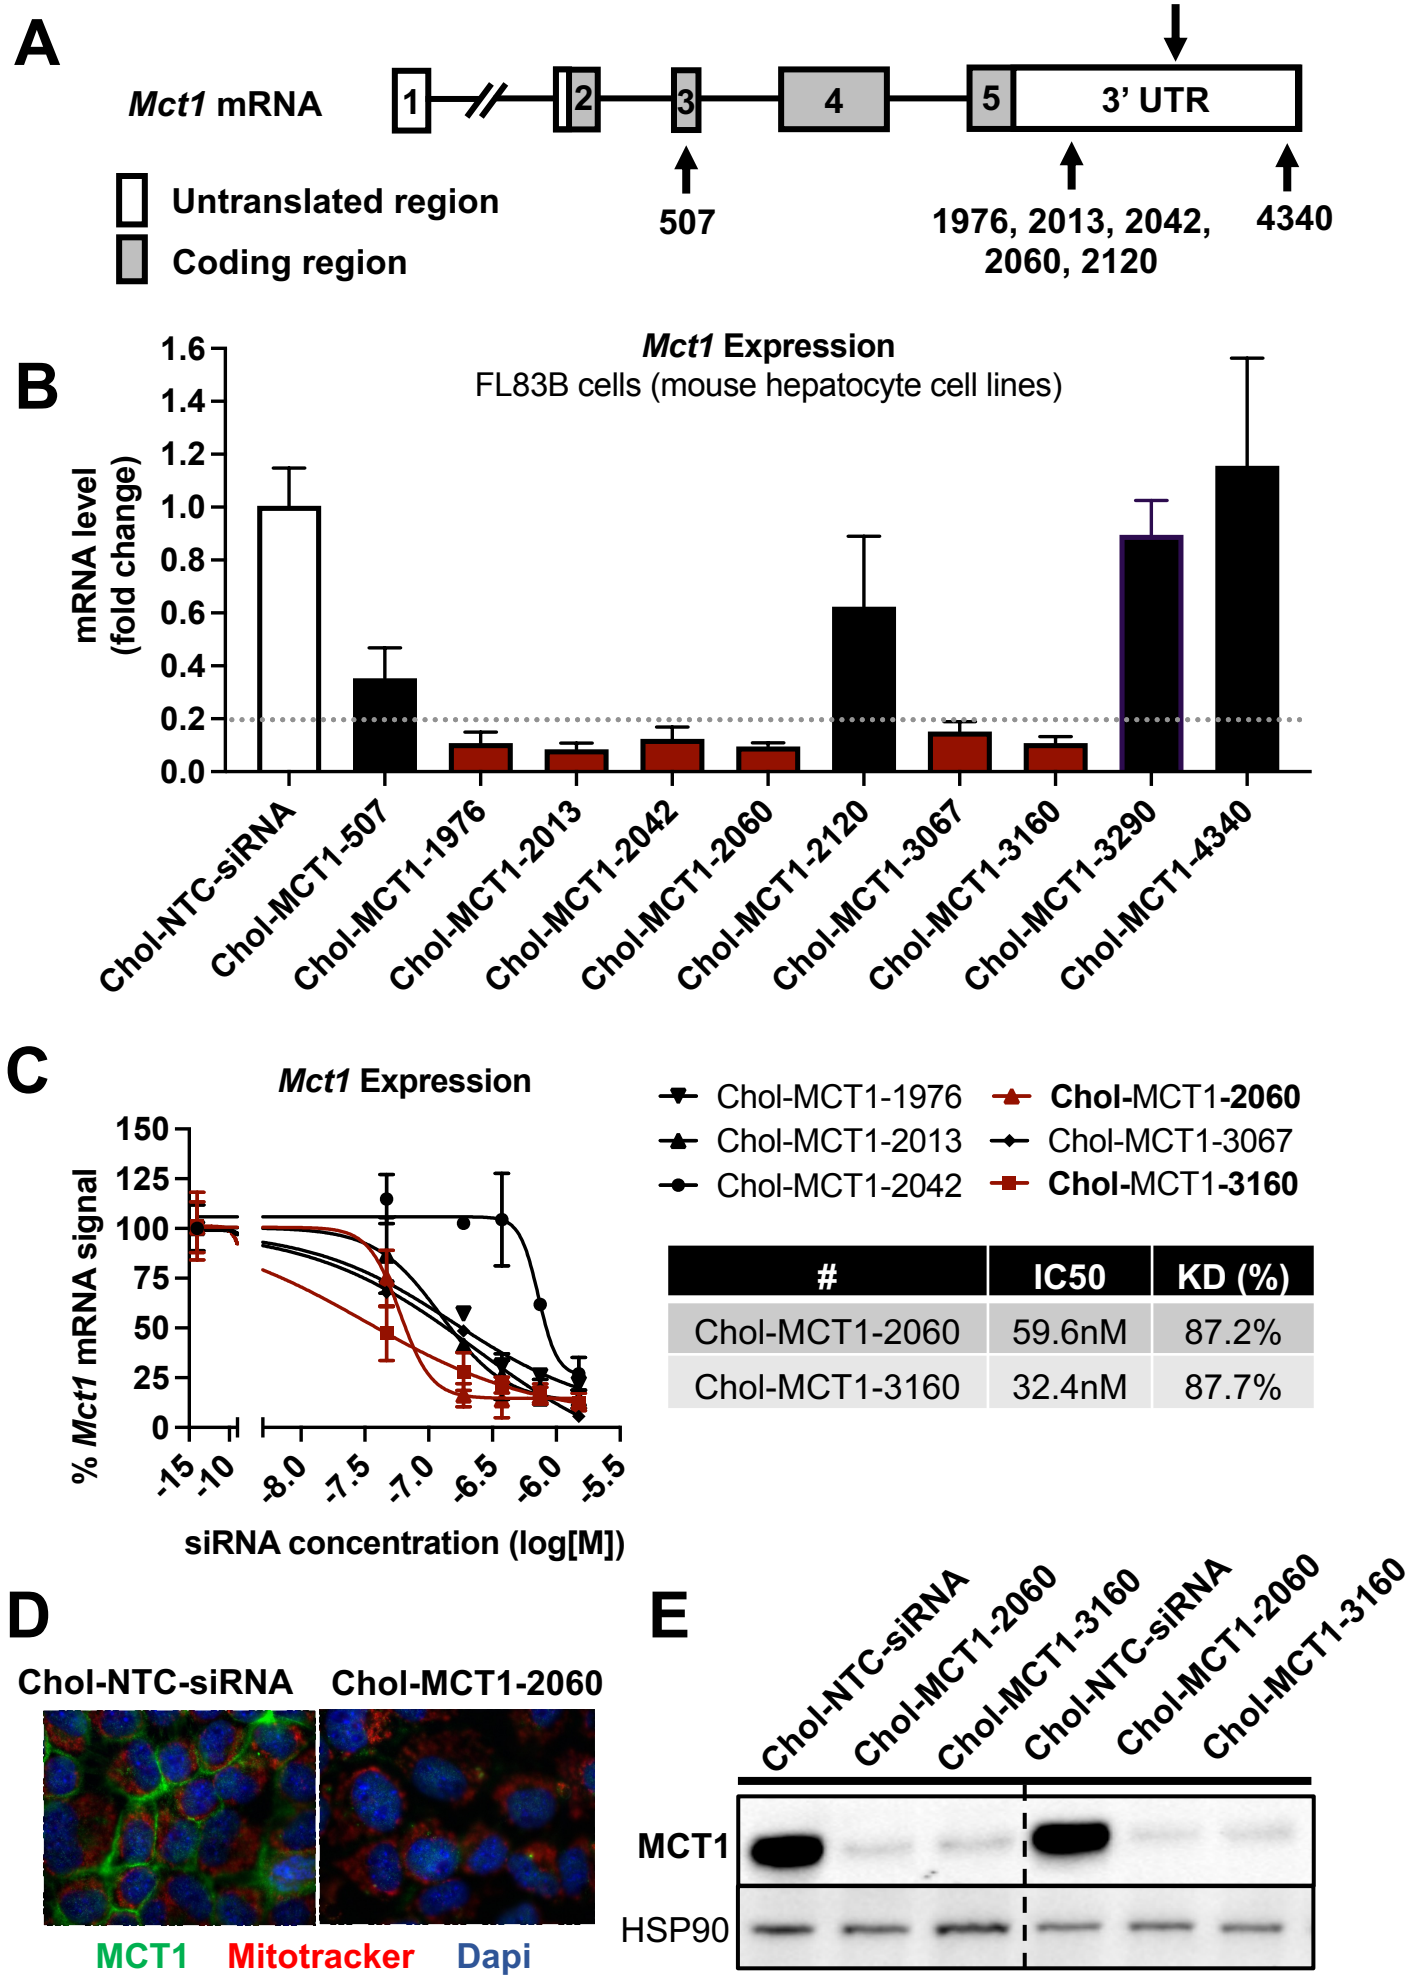 A
Mct1 mRNA
1
2
3
4
5
3’ UTR
Untranslated region
Coding region
507
1976, 2013, 2042,
2060, 2120
4340
B
Mct1 Expression
FL83B cells (mouse hepatocyte cell lines)
mRNA level
(fold change)
1.6
1.4
1.2
1.0
0.8
0.6
0.4
0.2
0.0
Chol-NTC-siRNA
Chol-MCT1-507
Chol-MCT1-1976
Chol-MCT1-2013
Chol-MCT1-2042
Chol-MCT1-2060
Chol-MCT1-2120
Chol-MCT1-3067
Chol-MCT1-3160
Chol-MCT1-3290
Chol-MCT1-4340
C
Mct1 Expression
% Mct1 mRNA signal
150
125
100
75
50
25
0
-15
-10
-8.0
-7.5
-7.0
-6.5
-6.0
-5.5
siRNA concentration (log[M])
Chol-MCT1-1976
Chol-MCT1-2013
Chol-MCT1-2042
Chol-MCT1-2060
Chol-MCT1-3067
Chol-MCT1-3160
# IC50 KD (%)
Chol-MCT1-2060 59.6nM 87.2%
Chol-MCT1-3160 32.4nM 87.7%
D
Chol-NTC-siRNA
Chol-MCT1-2060
MCT1 Mitotracker Dapi
E
Chol-NTC-siRNA
Chol-MCT1-2060
Chol-MCT1-3160
Chol-NTC-siRNA
Chol-MCT1-2060
Chol-MCT1-3160
MCT1
HSP90